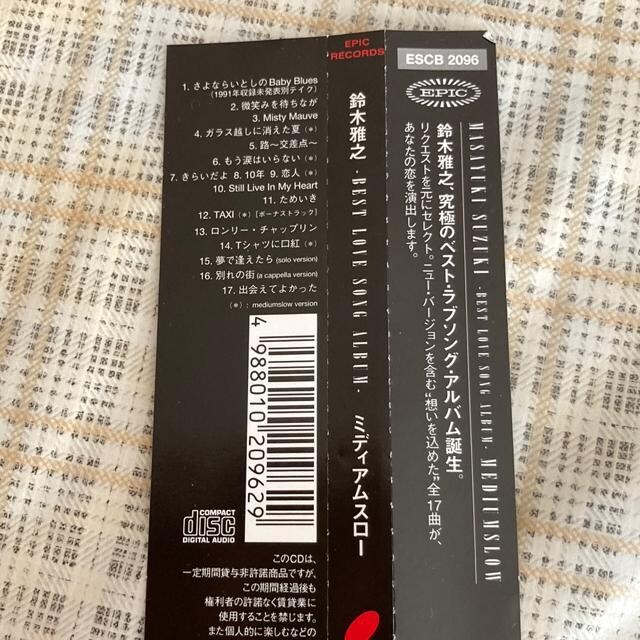 1. さよならいとしのBaby Blues
(1991年収録未発表別テイク)
2. 微笑みを待ちなが
3. Misty Mauve
4. ガラス越しに消えた夏 (＊)
5. 路〜交差点〜
6. もう涙はいらない (＊)
7. きらいだよ 8. 10年 9. 恋人 (＊)
10. Still Live In My Heart
11. ためいき
12. TAXI (＊) [ボーナストラック]
13. ロンリー・チャップリン
14. Tシャツに口紅 (＊)
15. 夢で逢えたら (solo version)
16. 別れの街 (a cappella version)
17. 出会えてよかった
(＊) : mediumslow version
4 988010 209629
COMPACT
disc
DIGITAL AUDIO
このCDは、
一定期間貸与非許諾商品ですが、
この期間経過後も
権利者の許諾なく賃貸業に
使用することを禁じます。
また個人的に楽しむなどの
EPIC
RECORDS
鈴木雅之 ·BEST LOVE SONG ALBUM· ミディアムスロー
ESCB 2096
EPIC
鈴木雅之、究極のベスト・ラブソング・アルバム誕生。
リクエストを元にセレクト。ニュー・バージョンを含む“想いを込めた”全17曲が、
あなたの恋を演出します。
MASAYUKI SUZUKI ·BEST LOVE SONG ALBUM· MEDIUMSLOW